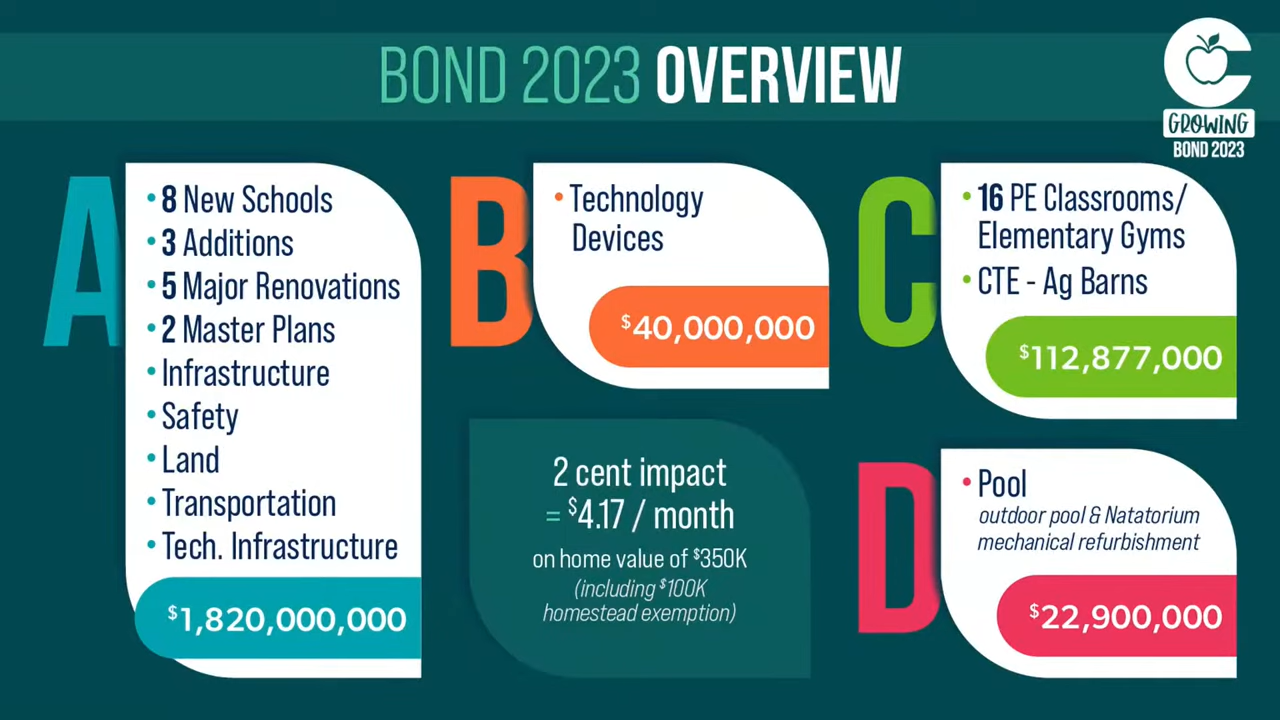 BOND 2023 OVERVIEW
C
GROWING
BOND 2023
A
• 8 New Schools
• 3 Additions
• 5 Major Renovations
• 2 Master Plans
• Infrastructure
• Safety
• Land
• Transportation
• Tech. Infrastructure
$1,820,000,000
B
• Technology
Devices
$40,000,000
2 cent impact
= $4.17 / month
on home value of $350K
(including $100K
homestead exemption)
C
• 16 PE Classrooms/
Elementary Gyms
• CTE - Ag Barns
$112,877,000
D
• Pool
outdoor pool & Natatorium
mechanical refurbishment
$22,900,000